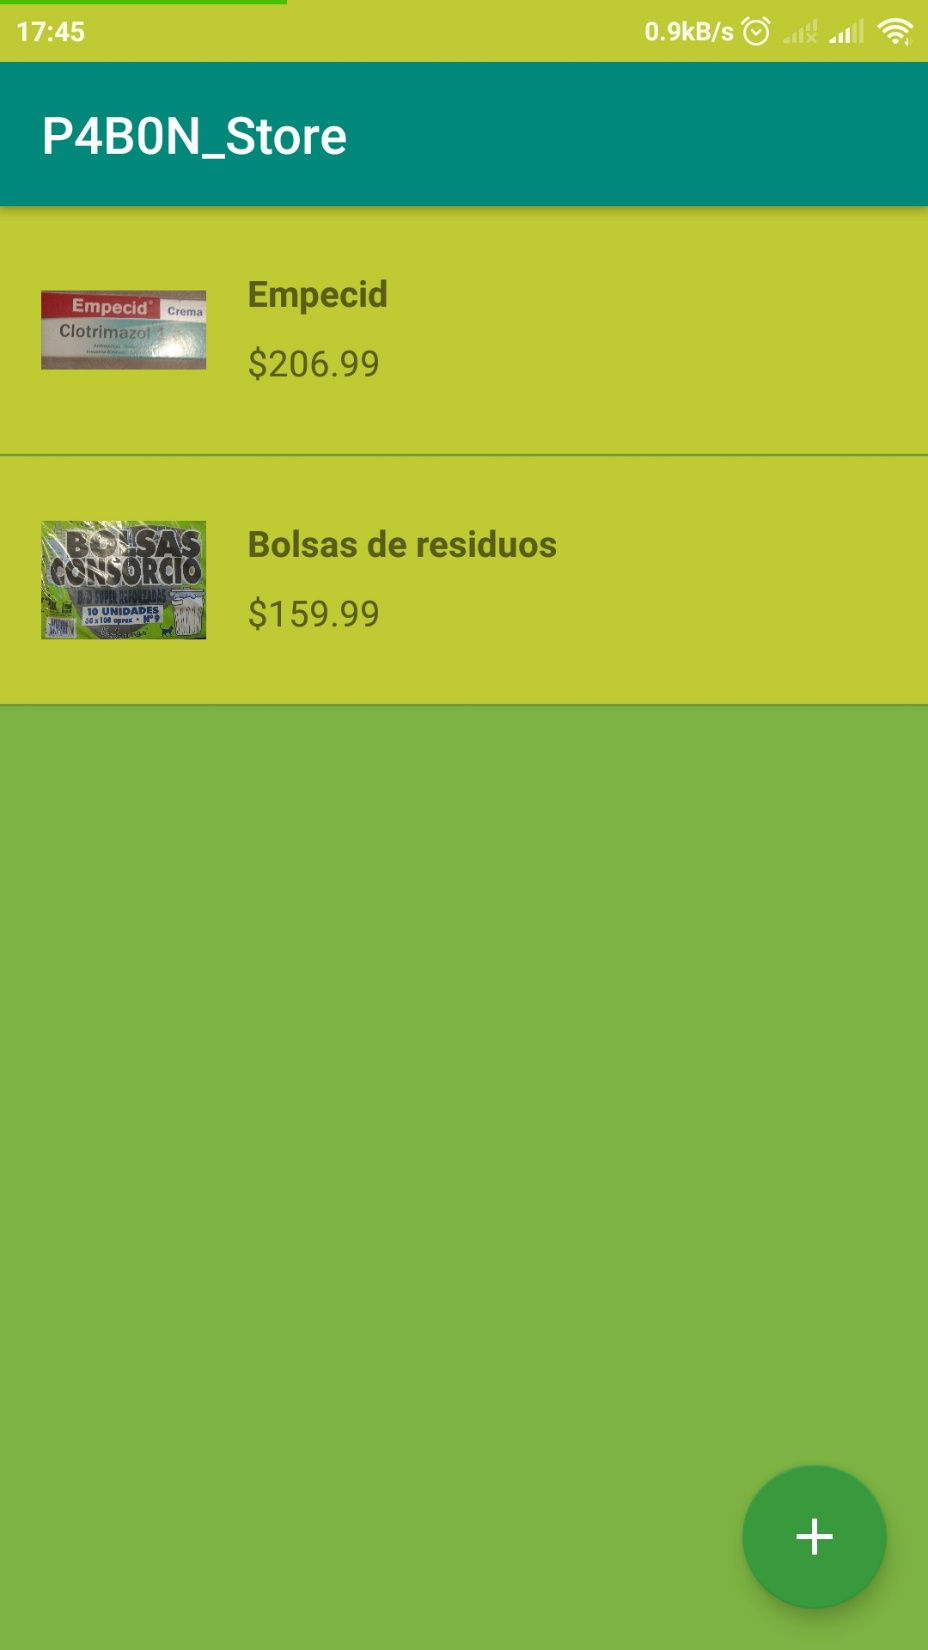 17:45 0.9kB/s
P4B0N_Store
Empecid
Crema
Clotrimazol
Empecid
$206.99
BOLSAS
CONSORCIO
10 UNIDADES
Bolsas de residuos
$159.99